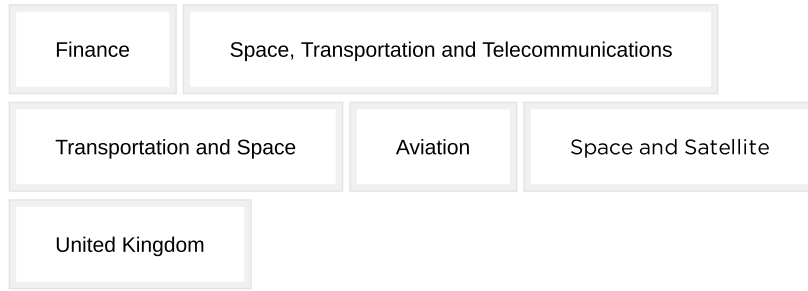 Finance
Space, Transportation and Telecommunications
Transportation and Space
Aviation
Space and Satellite
United Kingdom